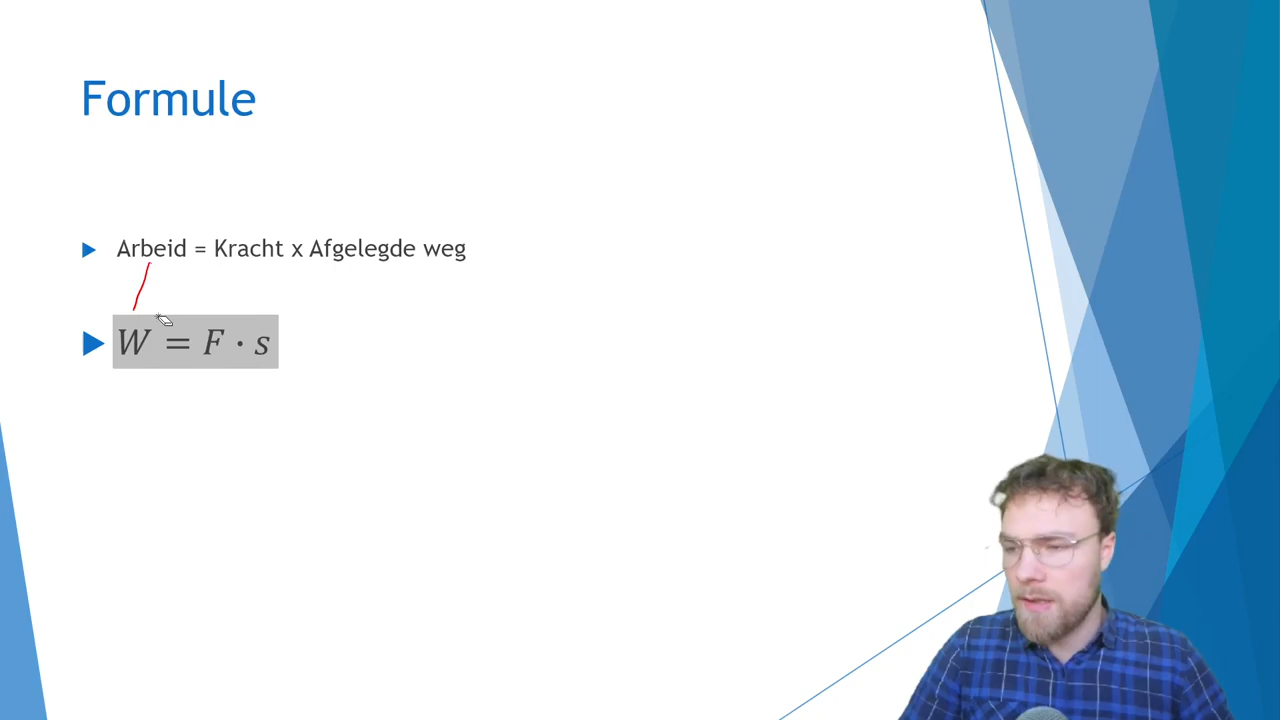 Formule
Arbeid = Kracht x Afgelegde weg
W = F · s